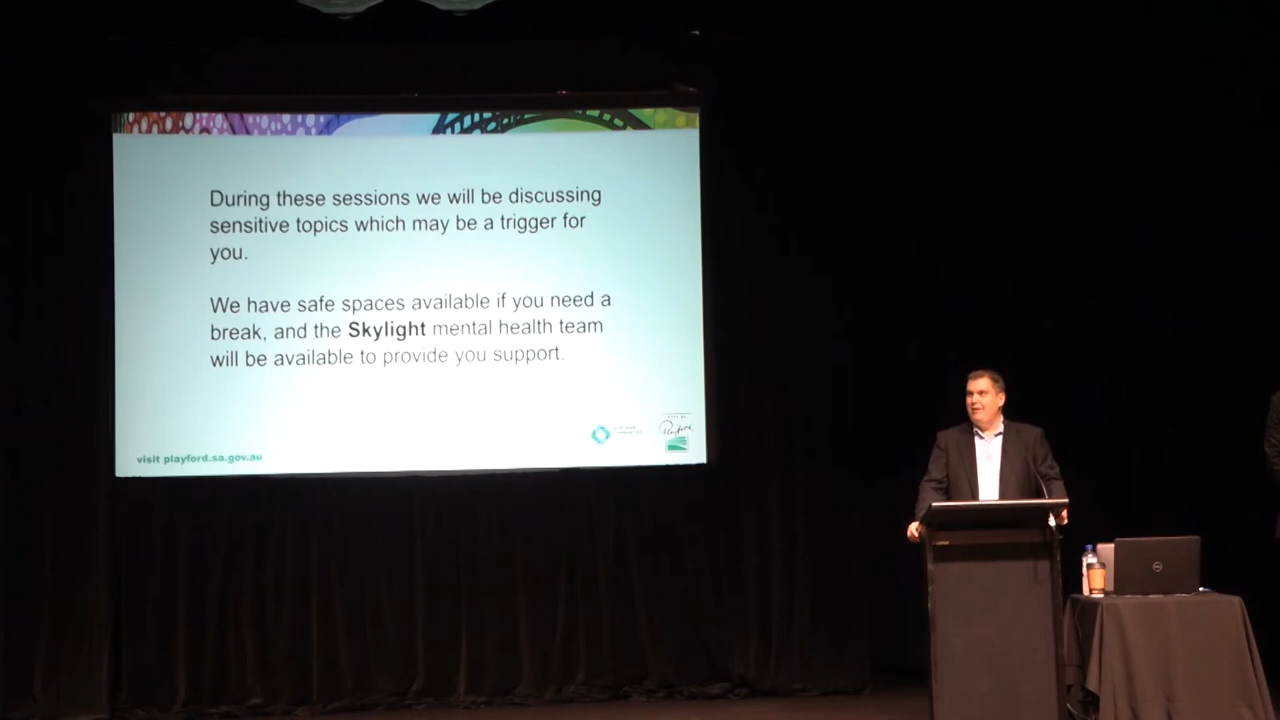 During these sessions we will be discussing
sensitive topics which may be a trigger for
you.
We have safe spaces available if you need a
break, and the Skylight mental health team
will be available to provide you support.
Playford
visit playford.sa.gov.au
DELL